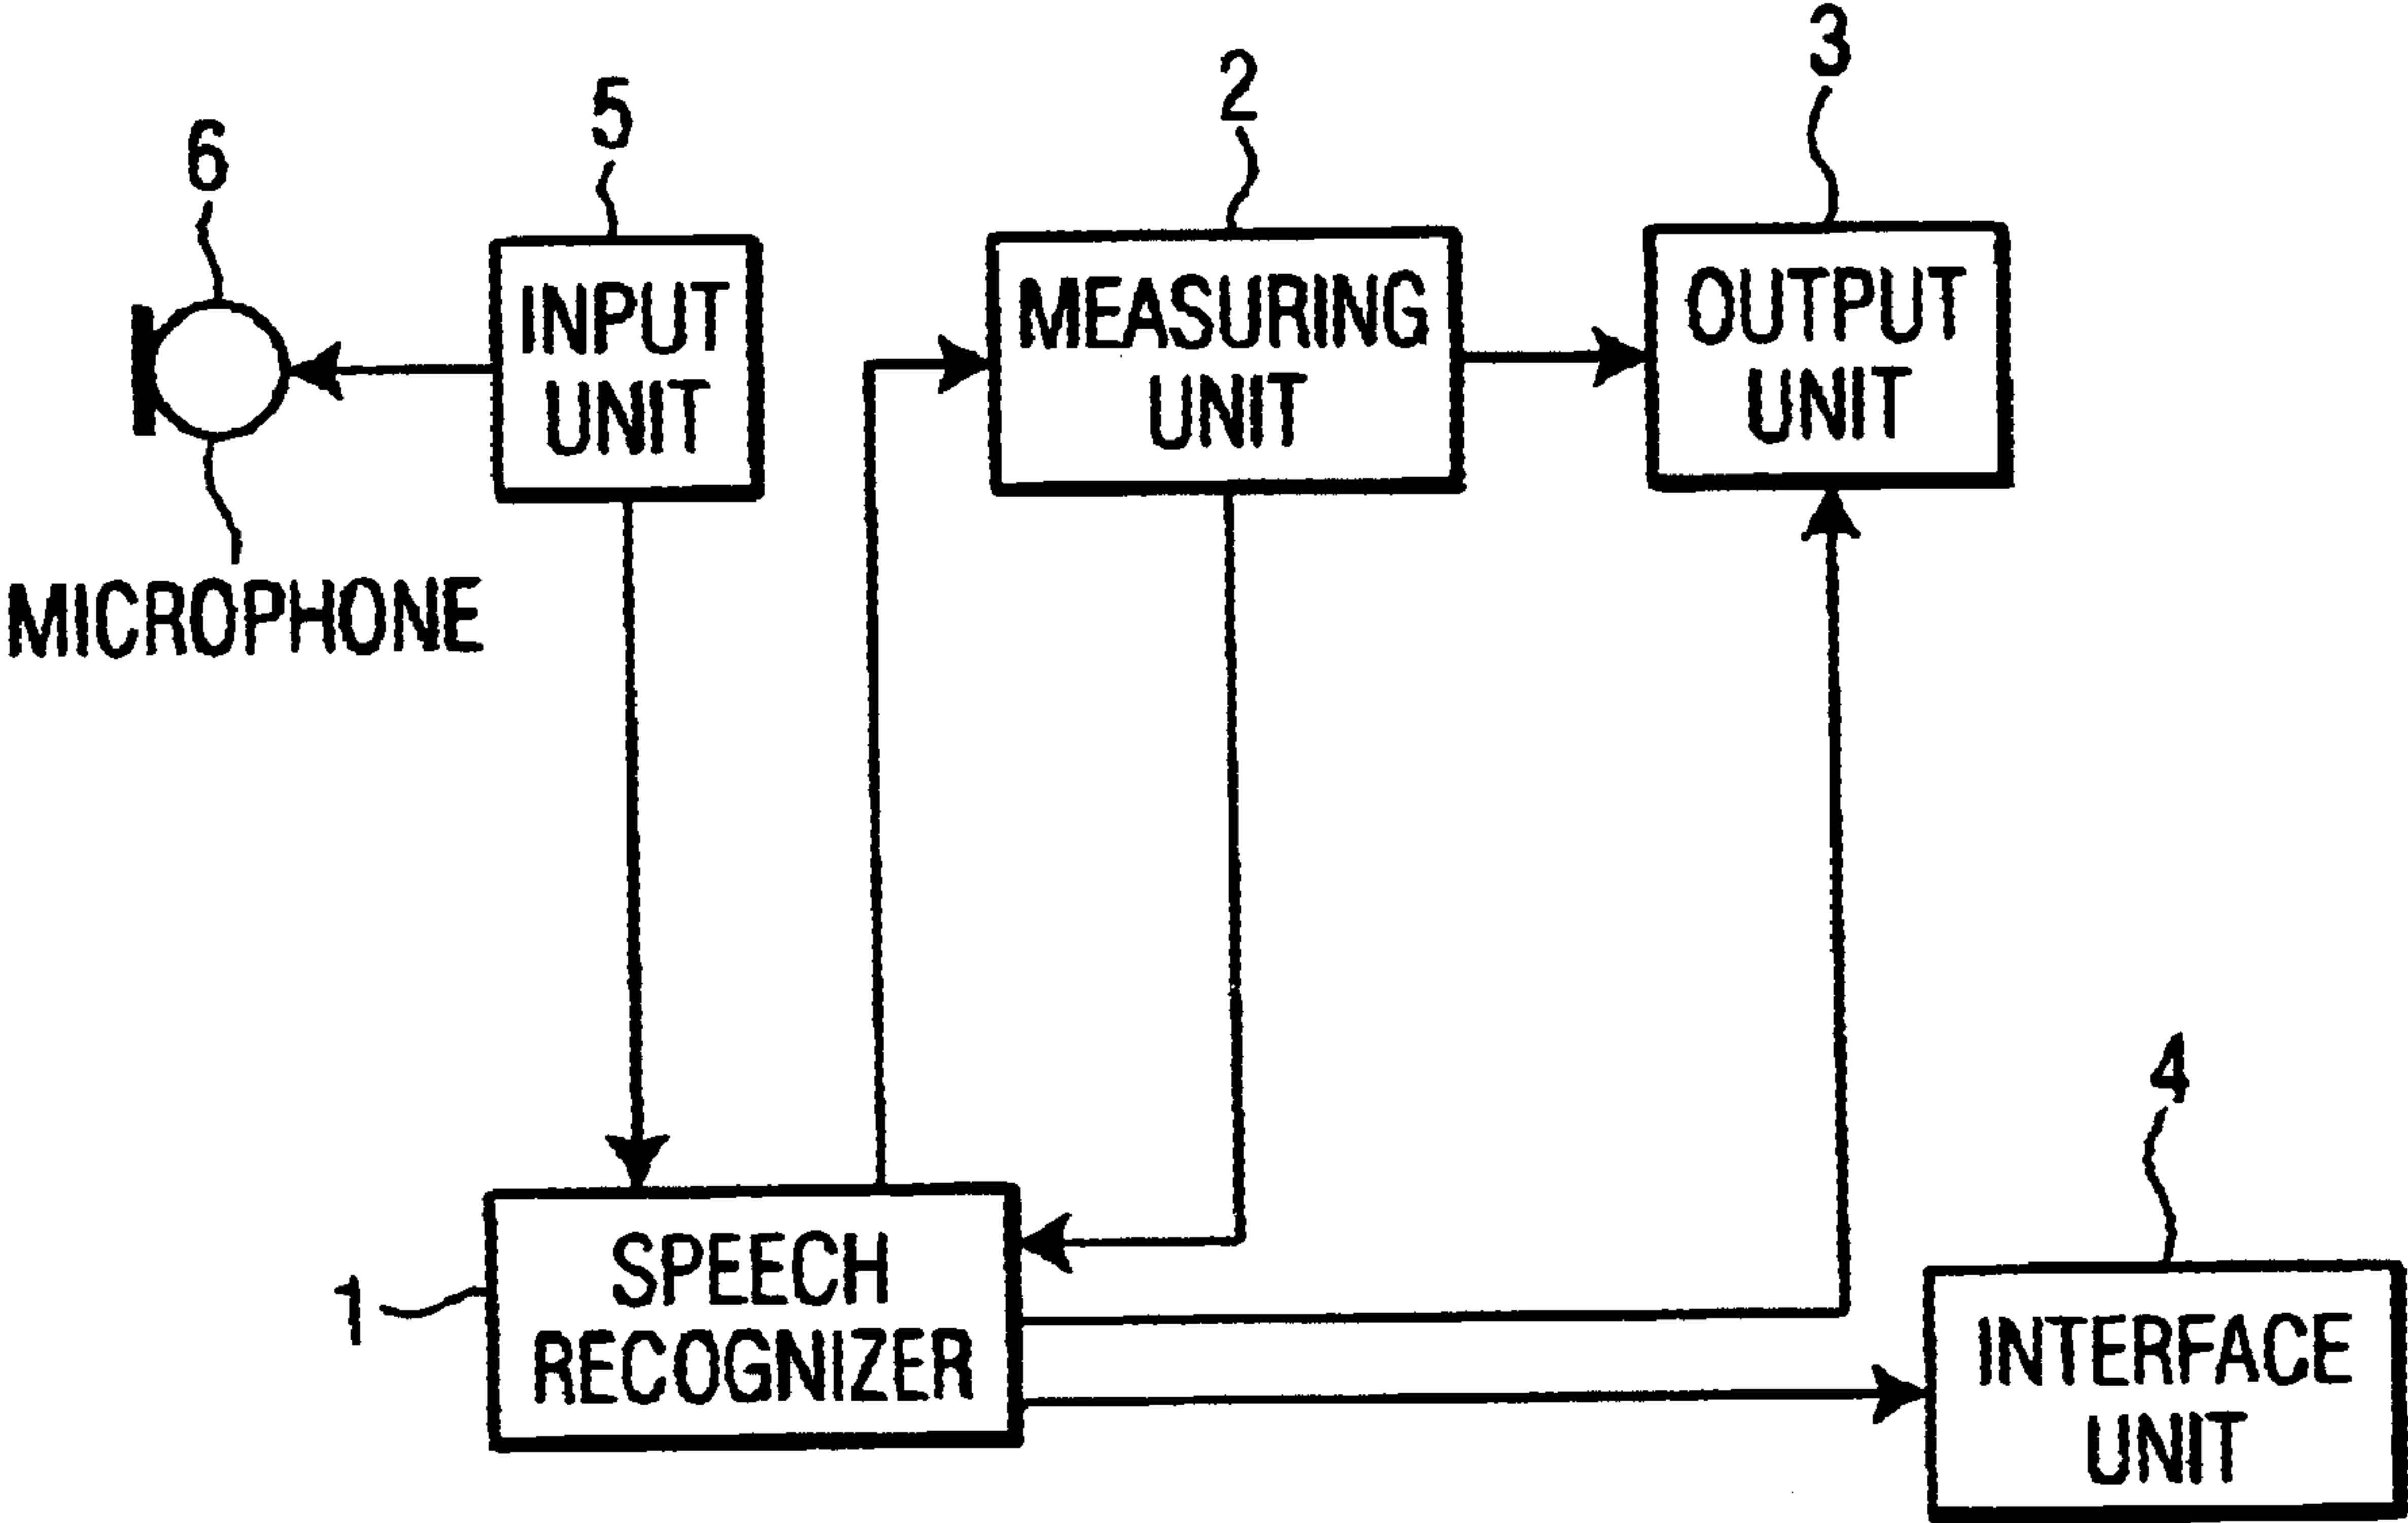 3
2
5
6
INPUT
UNIT
MEASURING
UNIT
OUTPUT
UNIT
MICROPHONE
4
1
SPEECH
RECOGNIZER
INTERFACE
UNIT